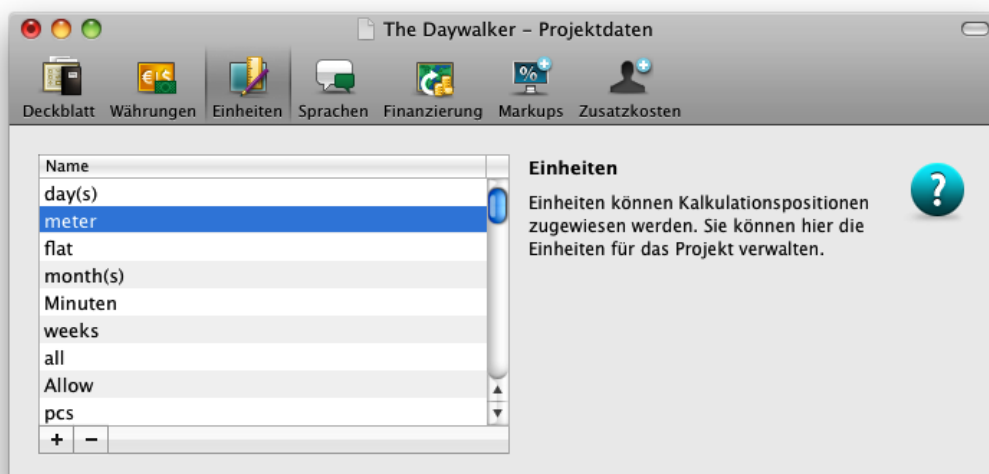 The Daywalker – Projektdaten
Deckblatt Währungen Einheiten Sprachen Finanzierung Markups Zusatzkosten
Name
day(s)
meter
flat
month(s)
Minuten
weeks
all
Allow
pcs
+ −
Einheiten
Einheiten können Kalkulationspositionen
zugewiesen werden. Sie können hier die
Einheiten für das Projekt verwalten.
?